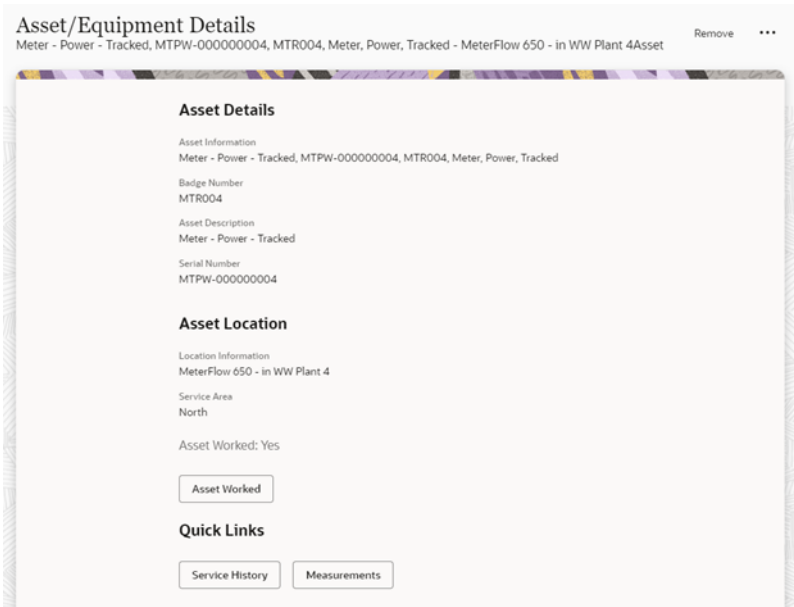 Asset/Equipment Details
Meter - Power - Tracked, MTPW-000000004, MTR004, Meter, Power, Tracked - MeterFlow 650 - in WW Plant 4Asset
Remove
Asset Details
Asset Information
Meter - Power - Tracked, MTPW-000000004, MTR004, Meter, Power, Tracked
Badge Number
MTR004
Asset Description
Meter - Power - Tracked
Serial Number
MTPW-000000004
Asset Location
Location Information
MeterFlow 650 - in WW Plant 4
Service Area
North
Asset Worked: Yes
Asset Worked
Quick Links
Service History Measurements